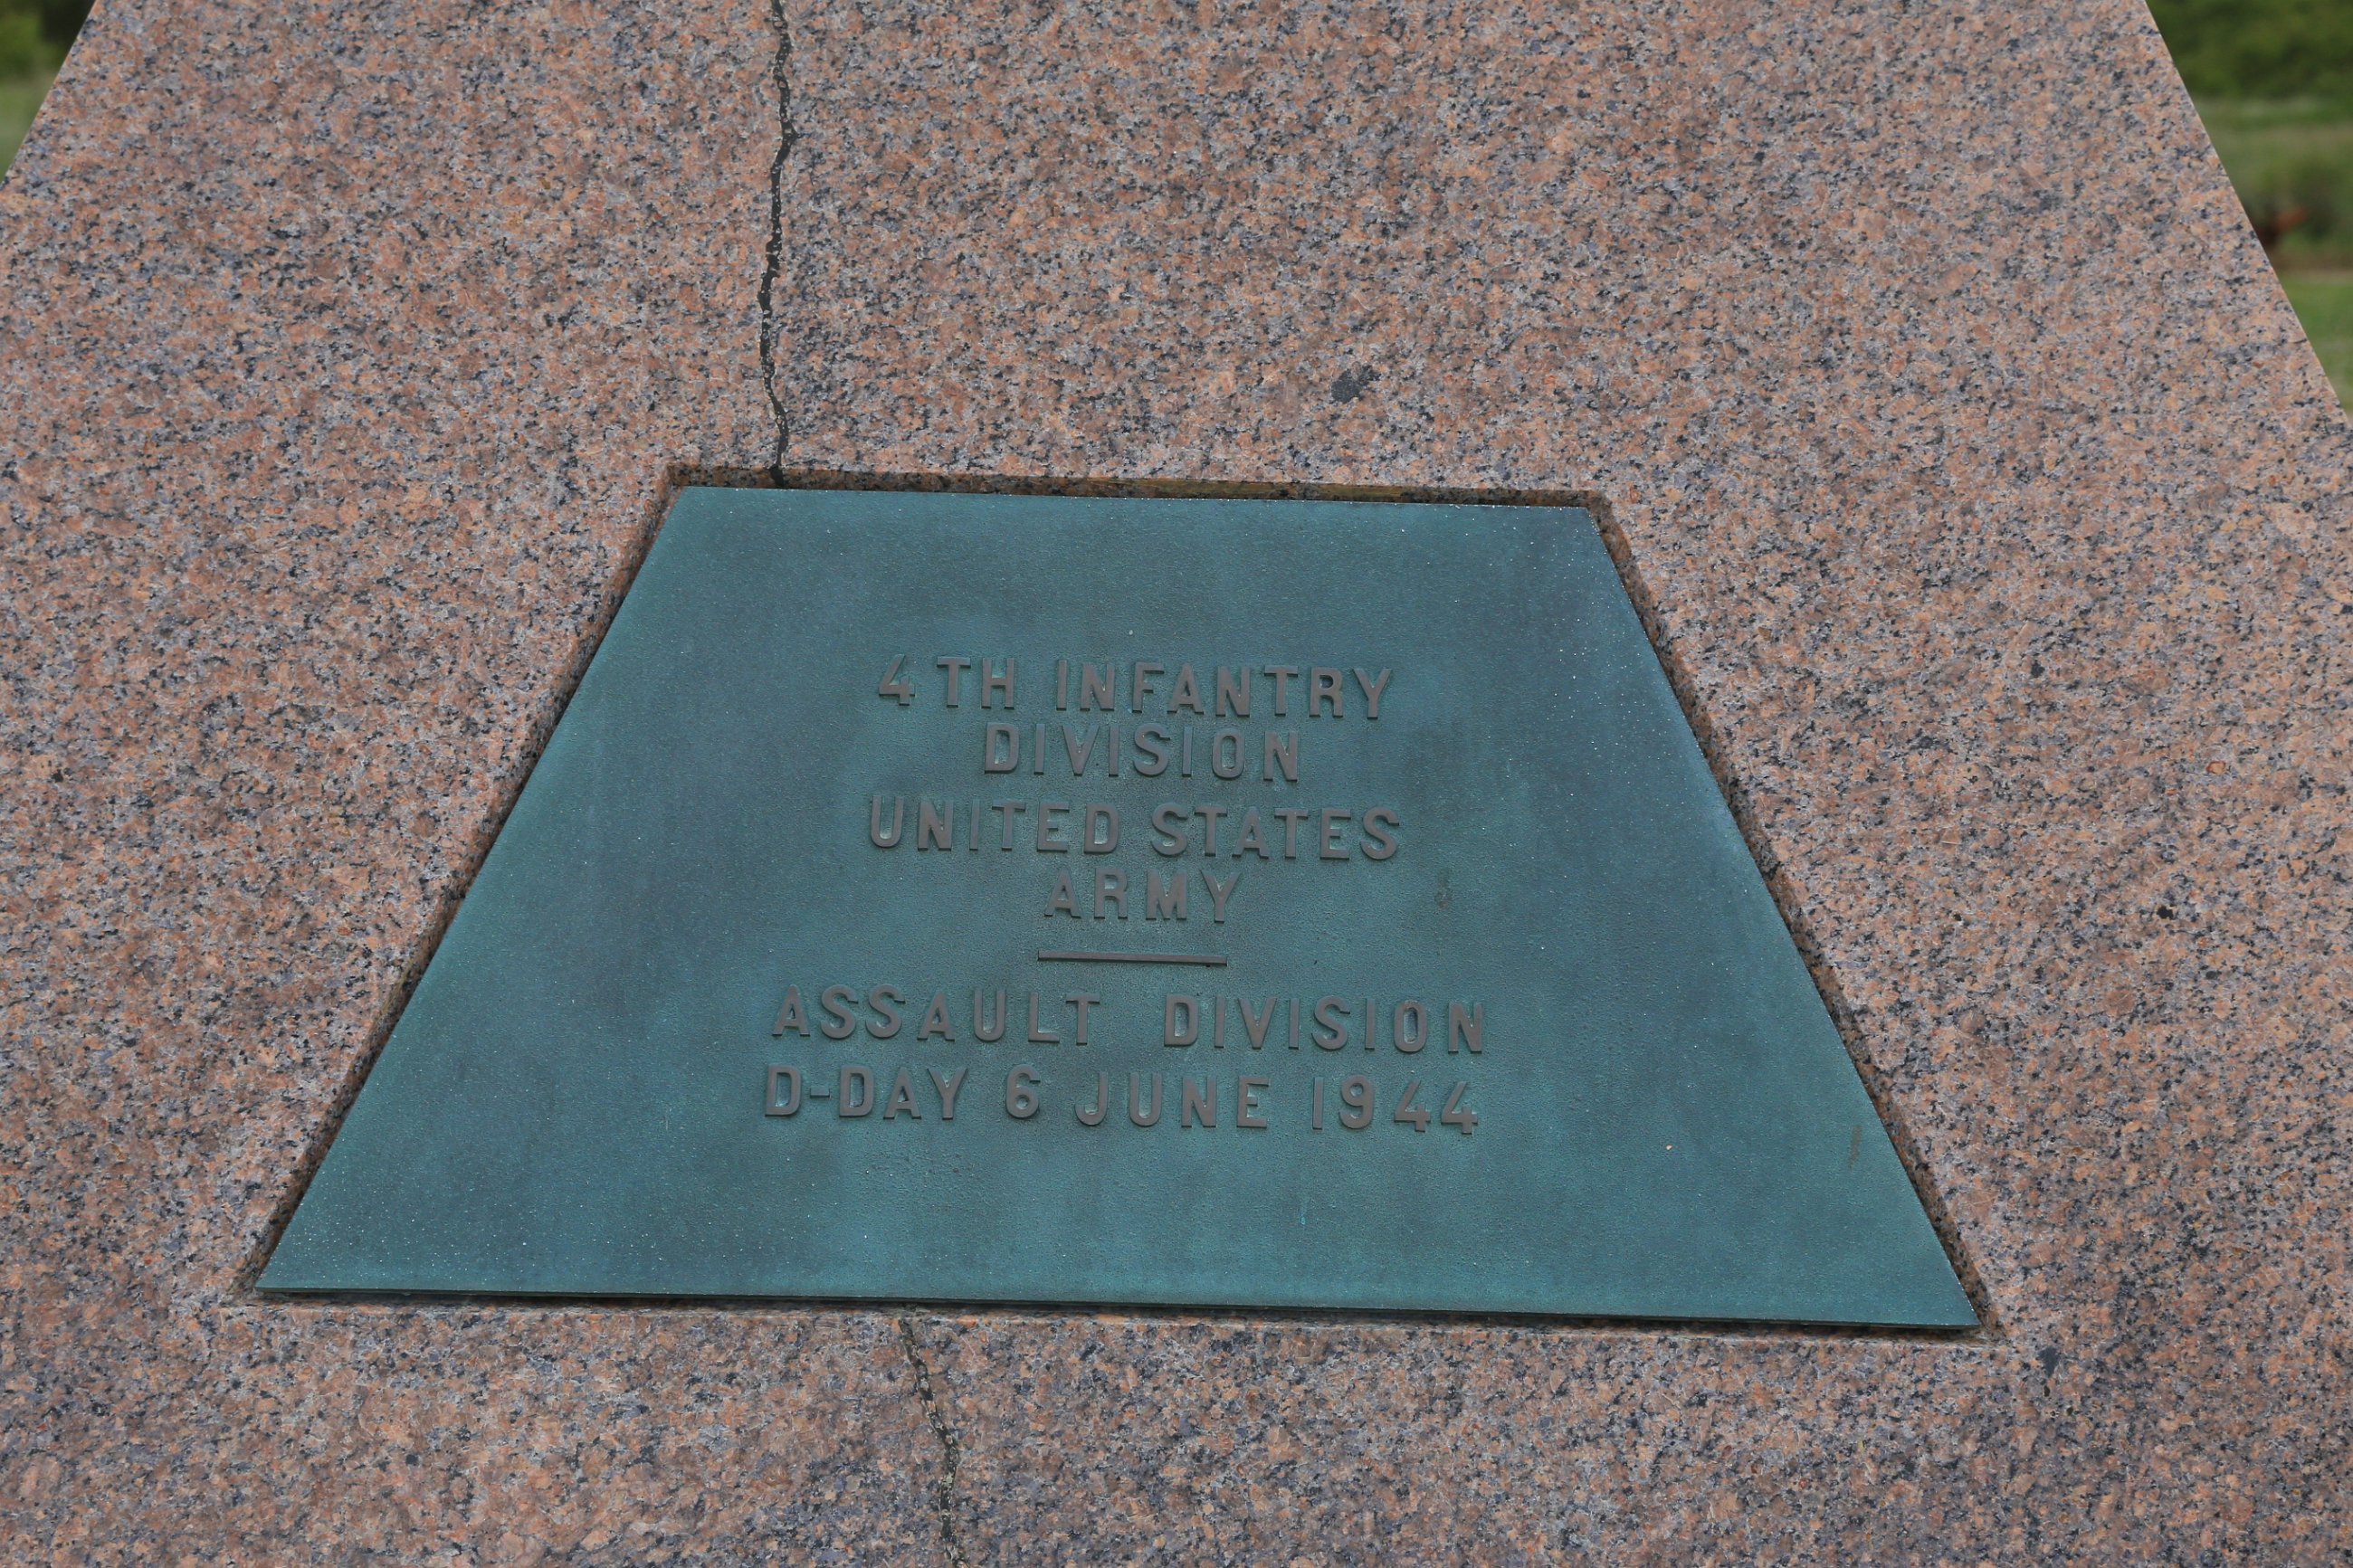 4TH INFANTRY
DIVISION
UNITED STATES
ARMY
ASSAULT DIVISION
D-DAY 6 JUNE 1944